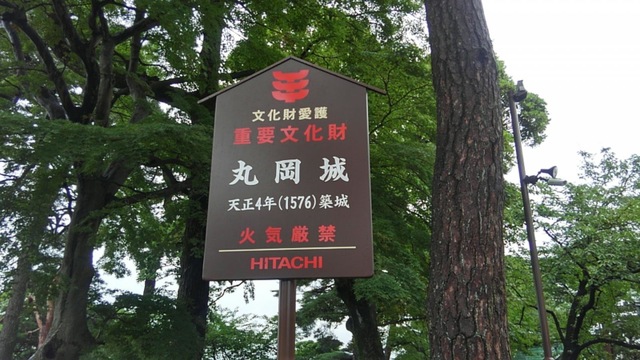 文化財愛護
重要文化財
丸岡城
天正4年(1576)築城
火気厳禁
HITACHI